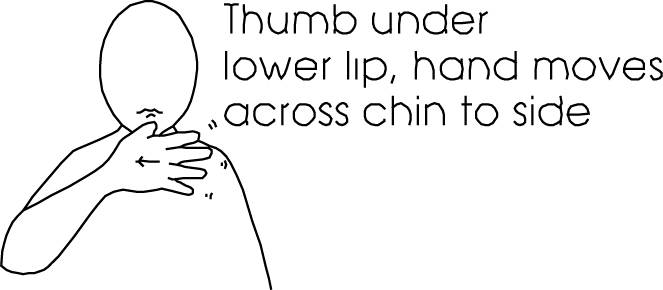 Thumb under
lower lip, hand moves
across chin to side